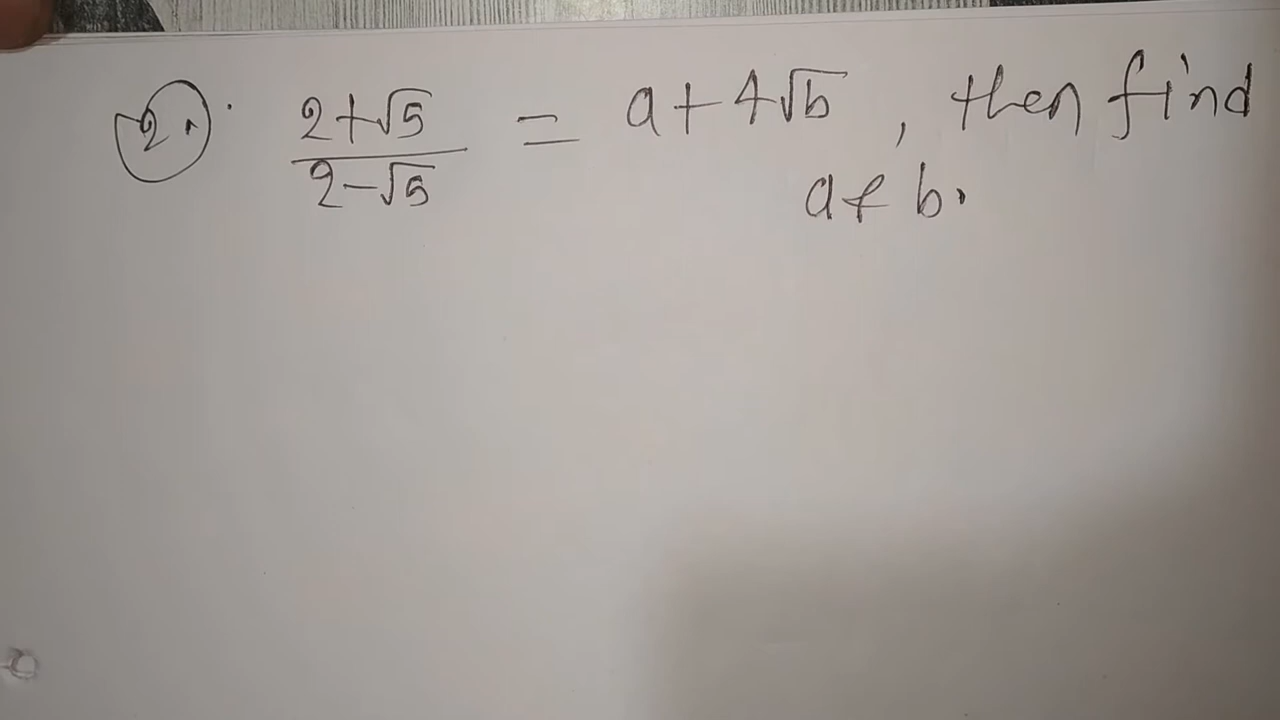 2. (2+√5)/(2-√5) = a+4√b , then find
a & b.